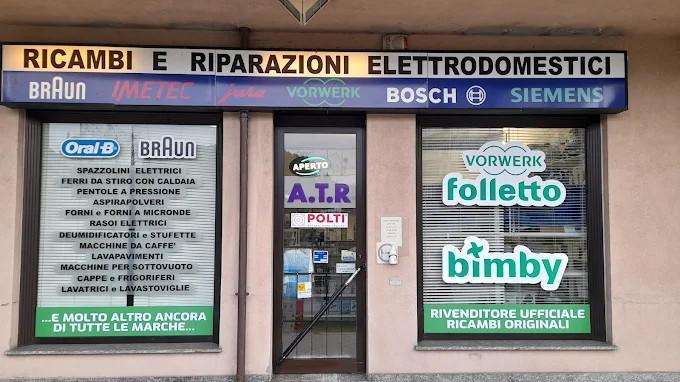 RICAMBI E RIPARAZIONI ELETTRODOMESTICI
BRAUN IMETEC jura VORWERK BOSCH SIEMENS
Oral-B BRAUN
SPAZZOLINI ELETTRICI
FERRI DA STIRO CON CALDAIA
PENTOLE A PRESSIONE
ASPIRAPOLVERI
FORNI e FORNI A MICRONDE
RASOI ELETTRICI
DEUMIDIFICATORI e STUFETTE
MACCHINE DA CAFFE'
LAVAPAVIMENTI
MACCHINE PER SOTTOVUOTO
CAPPE e FRIGORIFERI
LAVATRICI e LAVASTOVIGLIE
...E MOLTO ALTRO ANCORA
DI TUTTE LE MARCHE...
APERTO
A.T.R
POLTI
VORWERK
folletto
bimby
RIVENDITORE UFFICIALE
RICAMBI ORIGINALI